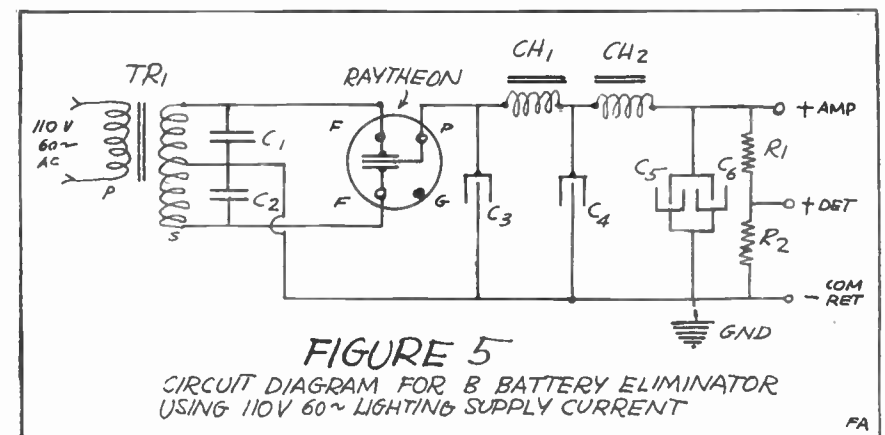 TR1
RAYTHEON
CH1
CH2
110 V
60~
AC
P
S
C1
C2
F
P
F
G
C3
C4
C5
C6
R1
R2
+ AMP
+ DET
- COM
RET
GND
FIGURE 5
CIRCUIT DIAGRAM FOR B BATTERY ELIMINATOR
USING 110V 60~ LIGHTING SUPPLY CURRENT
FA